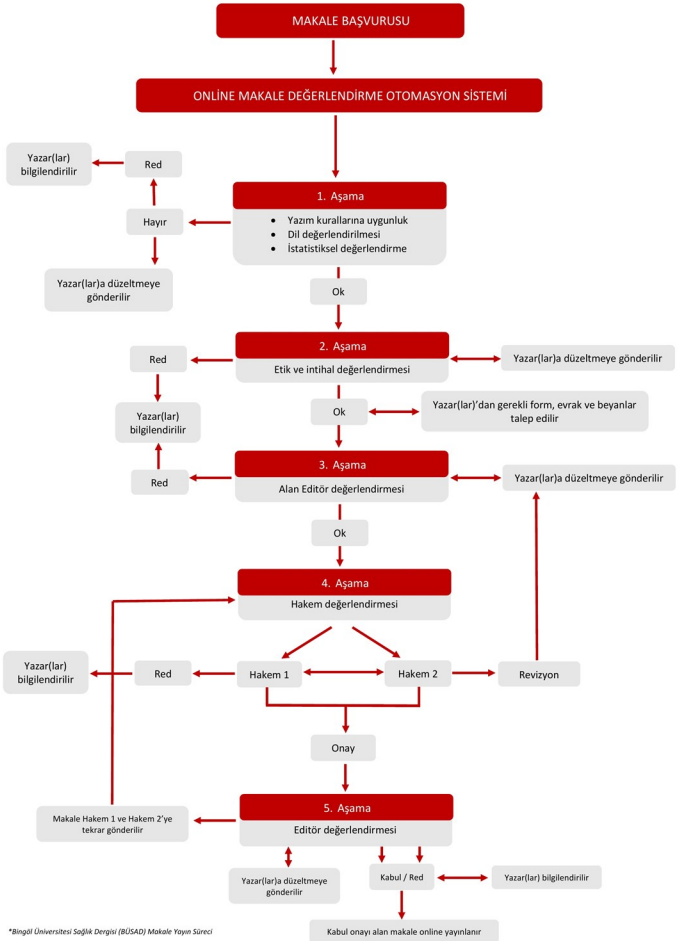 MAKALE BAŞVURUSU
ONLİNE MAKALE DEĞERLENDİRME OTOMASYON SİSTEMİ
Yazar(lar)
bilgilendirilir
Red
1. Aşama
Hayır
• Yazım kurallarına uygunluk
• Dil değerlendirilmesi
• İstatistiksel değerlendirme
Yazar(lar)a düzeltmeye
gönderilir
Ok
2. Aşama
Red
Etik ve intihal değerlendirmesi
Yazar(lar)a düzeltmeye gönderilir
Yazar(lar)
bilgilendirilir
Ok
Yazar(lar)’dan gerekli form, evrak ve beyanlar
talep edilir
3. Aşama
Red
Alan Editör değerlendirmesi
Yazar(lar)a düzeltmeye gönderilir
Ok
4. Aşama
Hakem değerlendirmesi
Yazar(lar)
bilgilendirilir
Red
Hakem 1
Hakem 2
Revizyon
Onay
5. Aşama
Editör değerlendirmesi
Makale Hakem 1 ve Hakem 2’ye
tekrar gönderilir
Yazar(lar)a düzeltmeye
gönderilir
Kabul / Red
Yazar(lar) bilgilendirilir
Kabul onayı alan makale online yayınlanır
*Bingöl Üniversitesi Sağlık Dergisi (BÜSAD) Makale Yayın Süreci